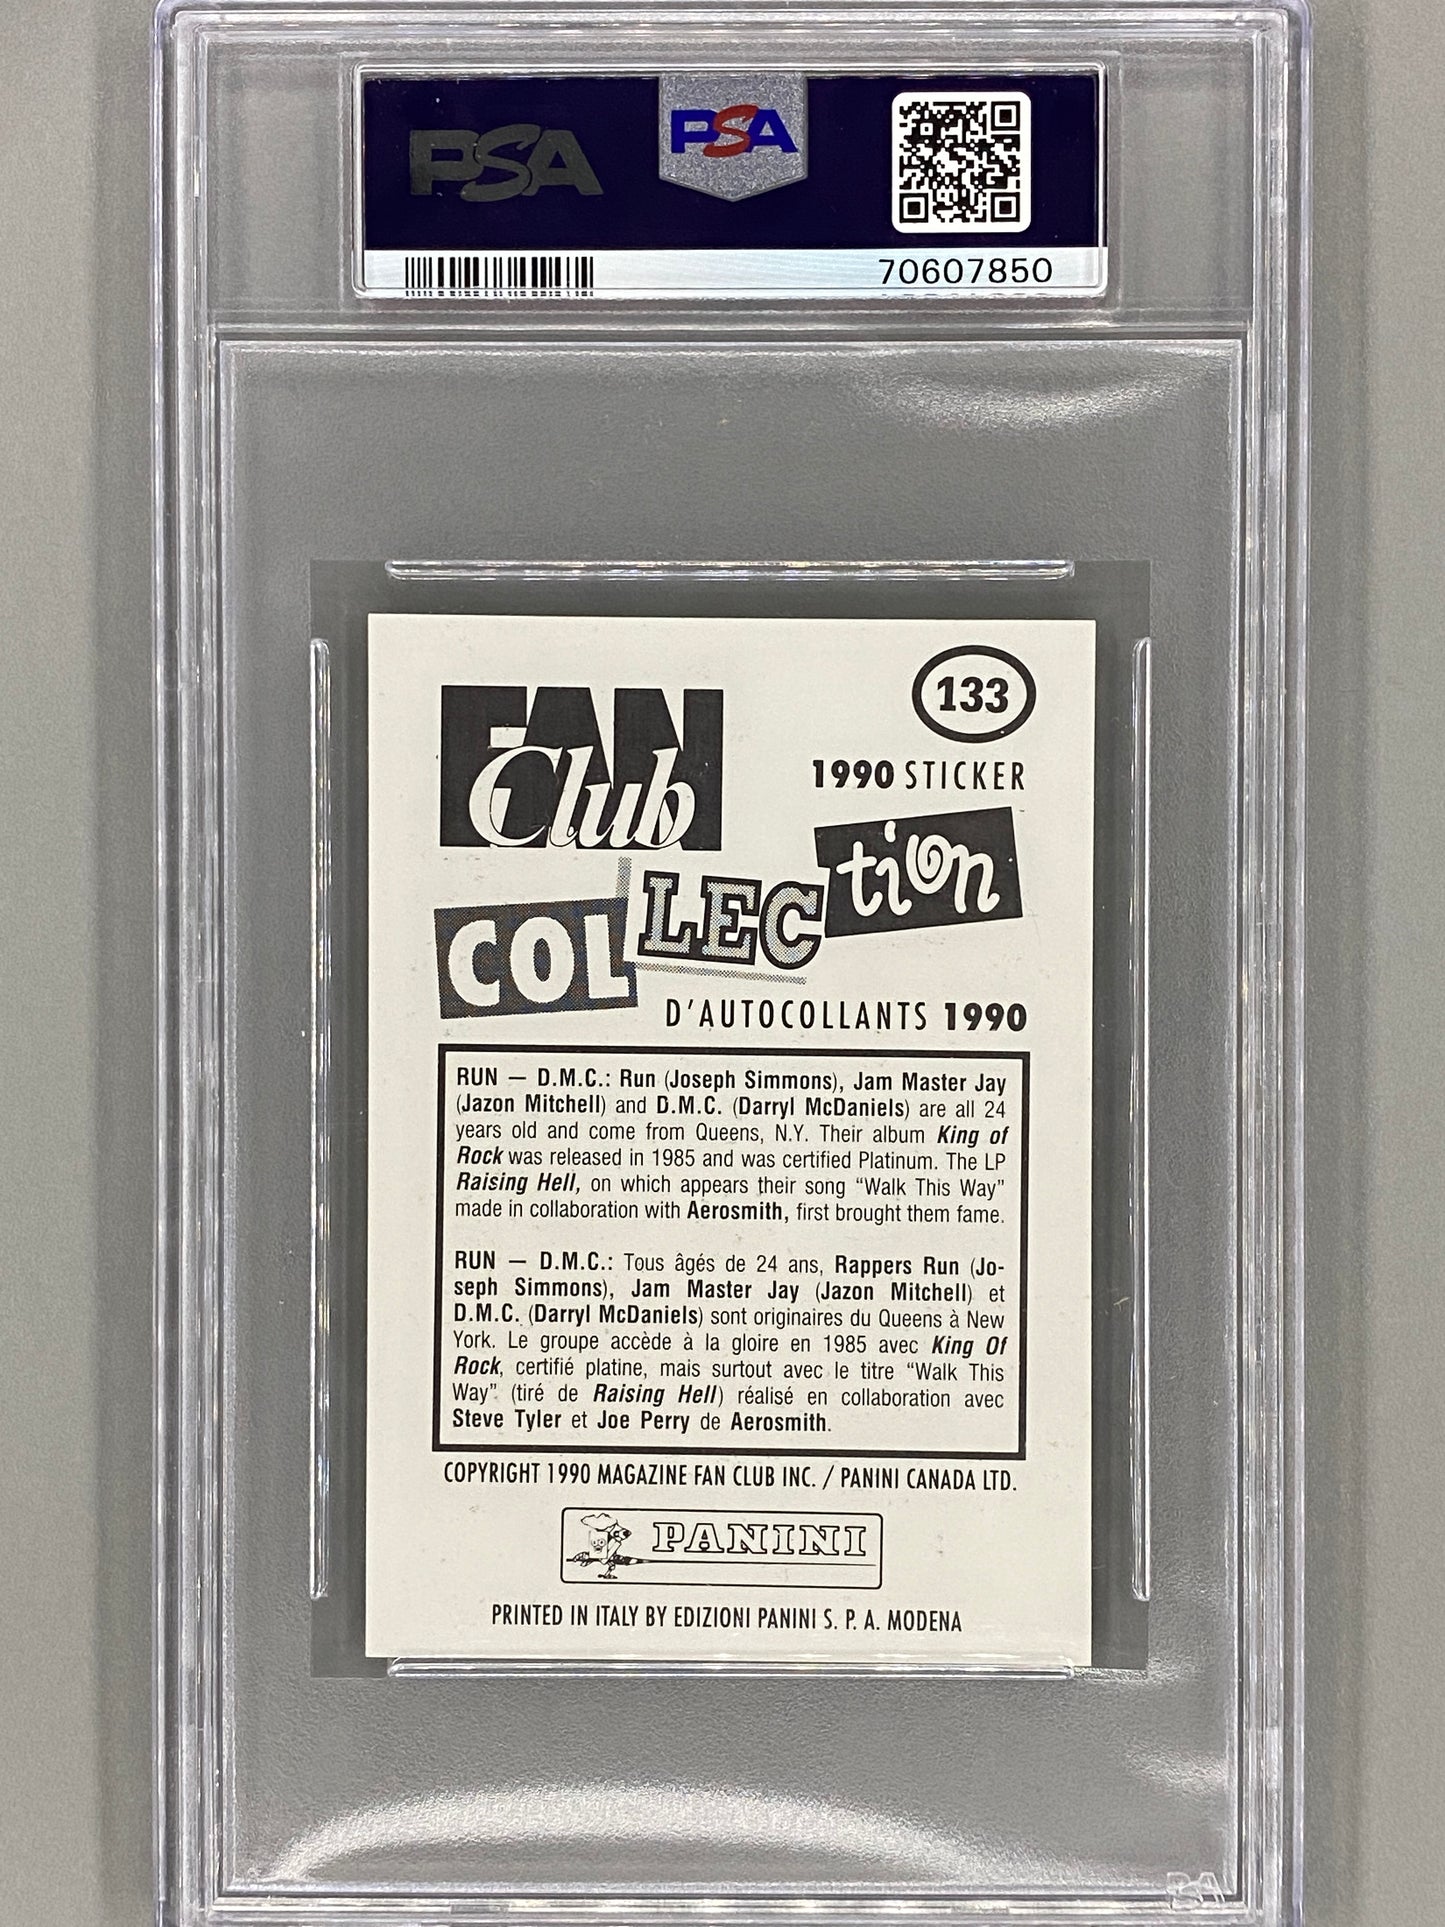 PSA
PSA
70607850
133
FAN
Club
1990 STICKER
COLLECtion
D'AUTOCOLLANTS 1990
RUN — D.M.C.: Run (Joseph Simmons), Jam Master Jay
(Jazon Mitchell) and D.M.C. (Darryl McDaniels) are all 24
years old and come from Queens, N.Y. Their album King of
Rock was released in 1985 and was certified Platinum. The LP
Raising Hell, on which appears their song “Walk This Way”
made in collaboration with Aerosmith, first brought them fame.
RUN — D.M.C.: Tous âgés de 24 ans, Rappers Run (Jo-
seph Simmons), Jam Master Jay (Jazon Mitchell) et
D.M.C. (Darryl McDaniels) sont originaires du Queens à New
York. Le groupe accède à la gloire en 1985 avec King Of
Rock, certifié platine, mais surtout avec le titre “Walk This
Way” (tiré de Raising Hell) réalisé en collaboration avec
Steve Tyler et Joe Perry de Aerosmith.
COPYRIGHT 1990 MAGAZINE FAN CLUB INC. / PANINI CANADA LTD.
PANINI
PRINTED IN ITALY BY EDIZIONI PANINI S. P. A. MODENA